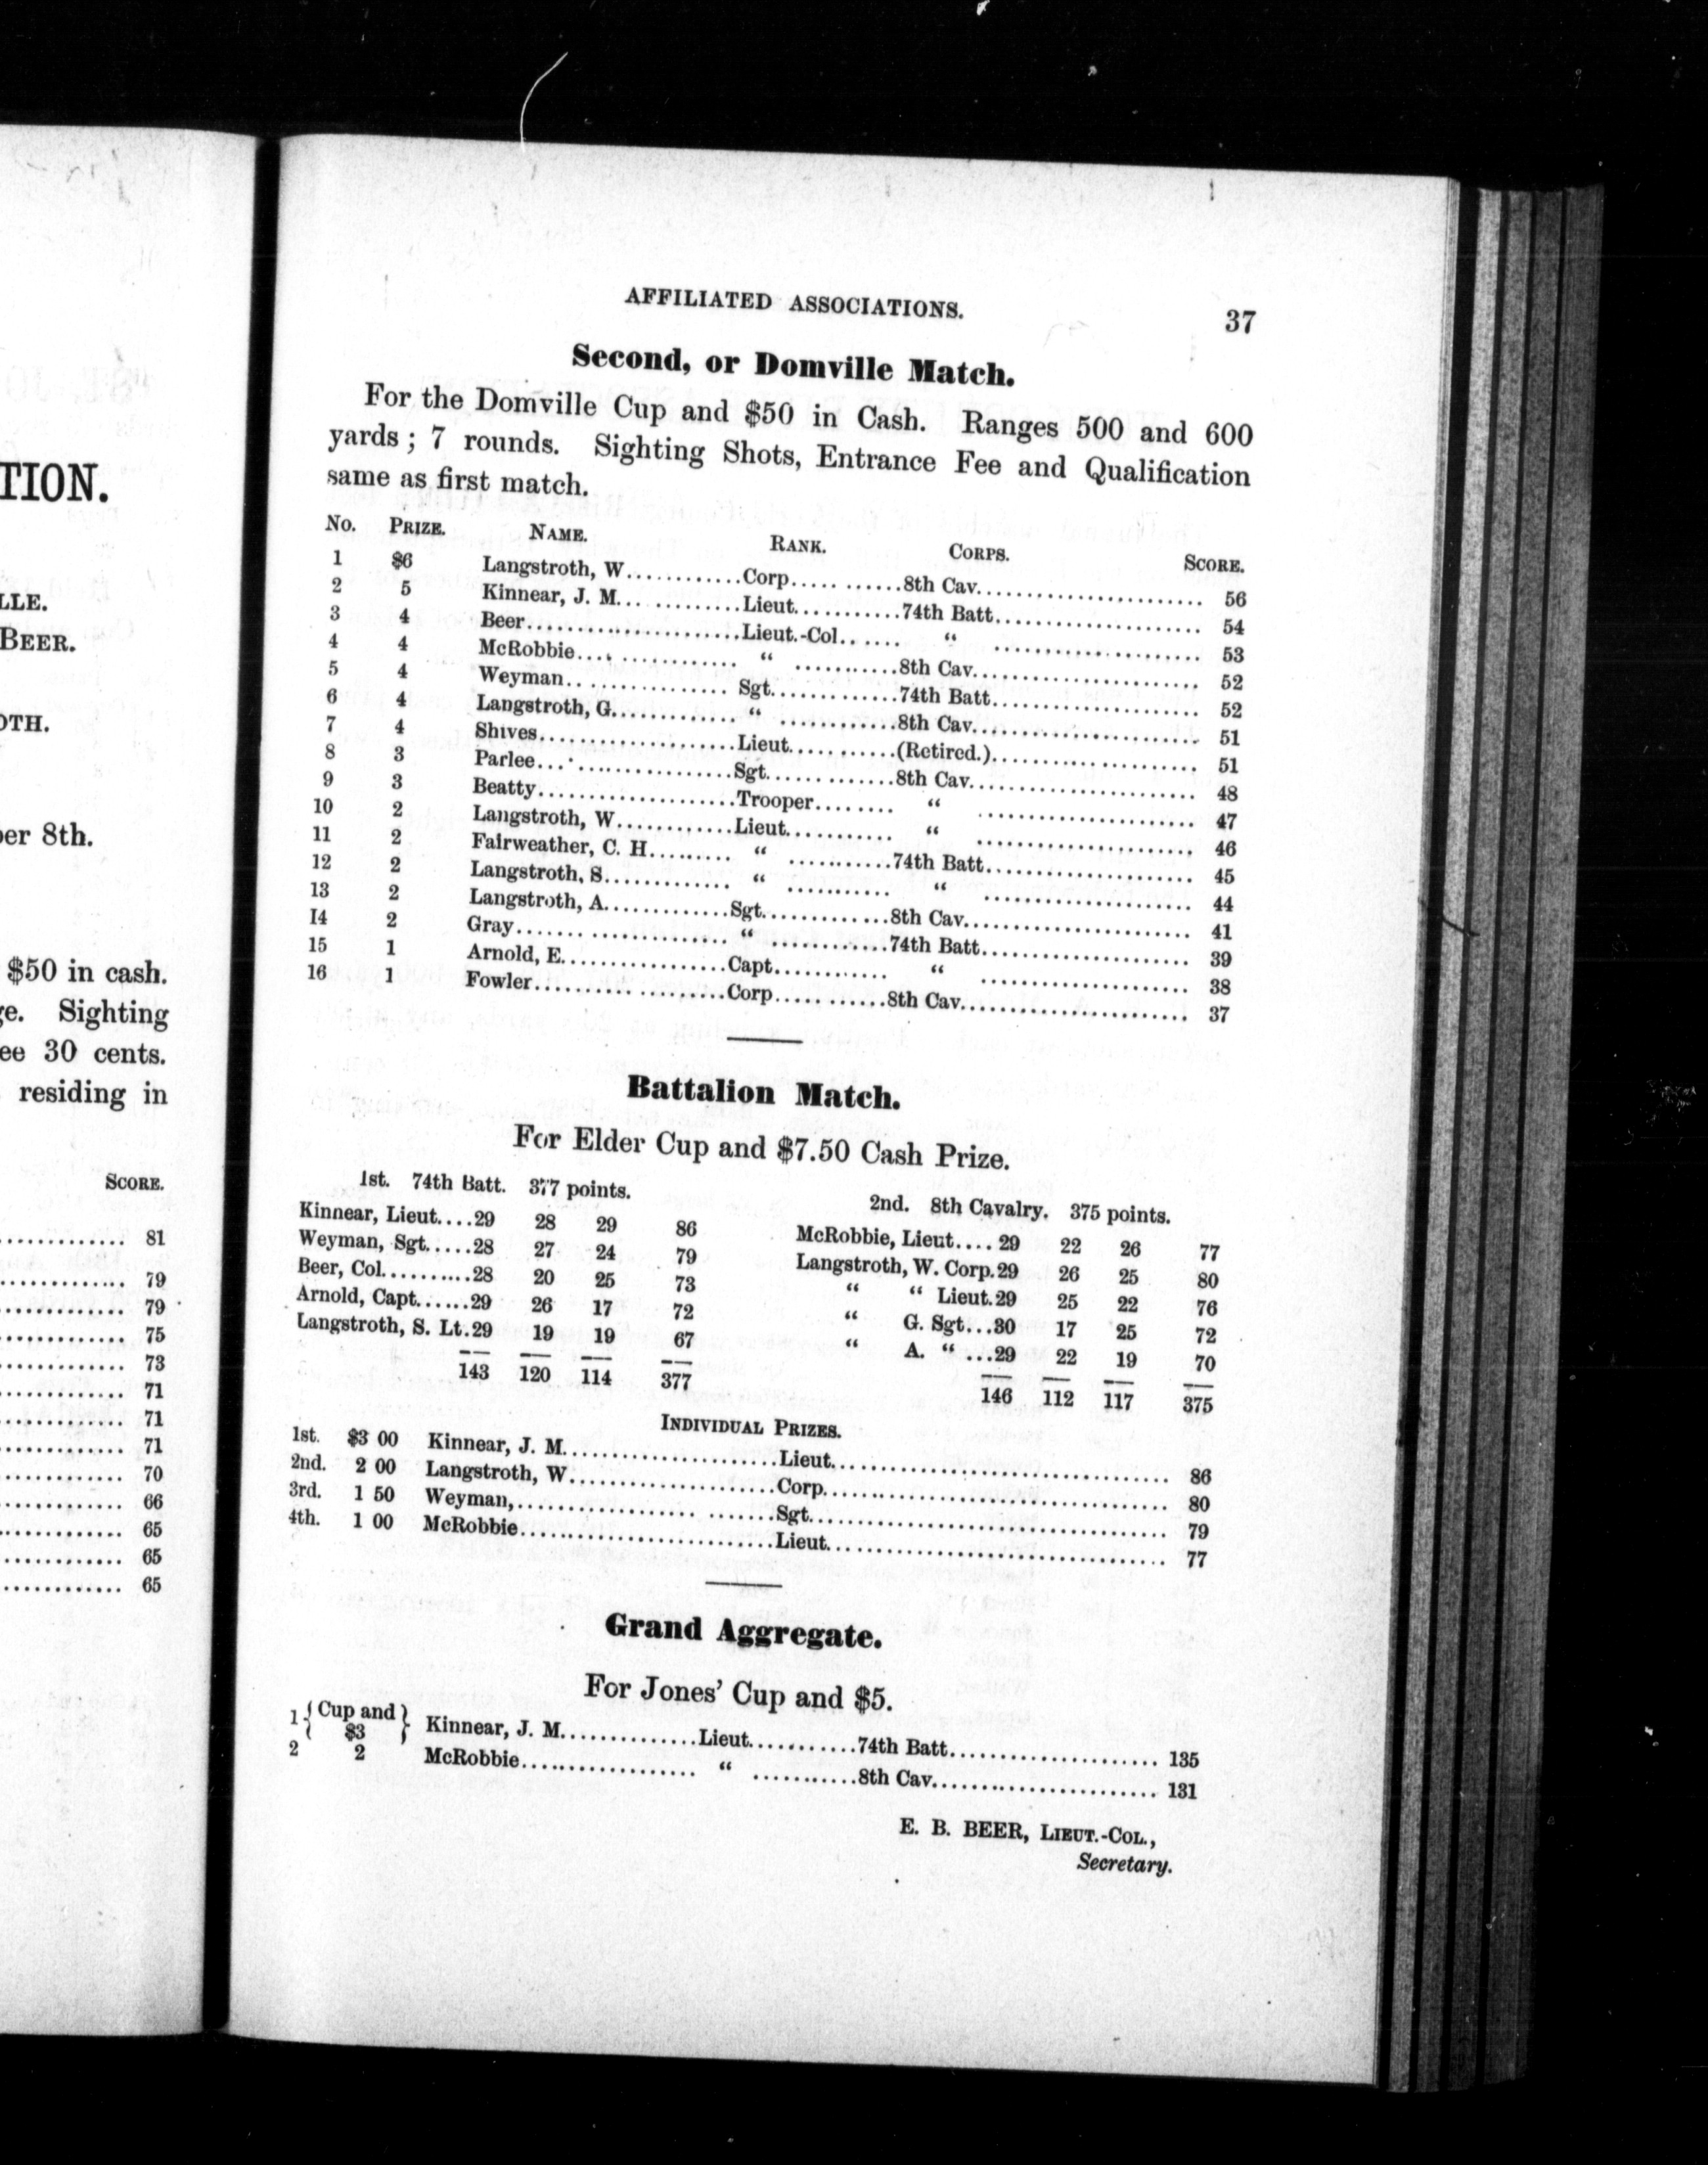 TION.
LLE.
BEER.
OTH.
er 8th.
$50 in cash.
ge. Sighting
ee 30 cents.
residing in
SCORE.
............ 81
............ 79
............ 79
............ 75
............ 73
............ 71
............ 71
............ 71
............ 70
............ 66
............ 65
............ 65
............ 65
AFFILIATED ASSOCIATIONS. 37
Second, or Domville Match.
For the Domville Cup and $50 in Cash. Ranges 500 and 600
yards; 7 rounds. Sighting Shots, Entrance Fee and Qualification
same as first match.
No. PRIZE. NAME. RANK. CORPS. SCORE.
1 $6 Langstroth, W............Corp...........8th Cav....................... 56
2 5 Kinnear, J. M.............Lieut...........74th Batt..................... 54
3 4 Beer.......................Lieut.-Col...... “ ..................... 53
4 4 McRobbie................. “ ...........8th Cav........................ 52
5 4 Weyman................. Sgt............74th Batt...................... 52
6 4 Langstroth, G............. “ ...........8th Cav........................ 51
7 4 Shives.....................Lieut...........(Retired.)...................... 51
8 3 Parlee.....................Sgt.............8th Cav........................ 48
9 3 Beatty.....................Trooper........ “ ....................... 47
10 2 Langstroth, W............Lieut........... “ ....................... 46
11 2 Fairweather, C. H......... “ ...........74th Batt...................... 45
12 2 Langstroth, S............. “ ........... “ ...................... 44
13 2 Langstroth, A.............Sgt.............8th Cav........................ 41
14 2 Gray....................... “ ............74th Batt...................... 39
15 1 Arnold, E.................Capt............ “ ...................... 38
16 1 Fowler....................Corp............8th Cav........................ 37
Battalion Match.
For Elder Cup and $7.50 Cash Prize.
1st. 74th Batt. 377 points.
Kinnear, Lieut....29 28 29 86
Weyman, Sgt.....28 27 24 79
Beer, Col..........28 20 25 73
Arnold, Capt......29 26 17 72
Langstroth, S. Lt.29 19 19 67
143 120 114 377
2nd. 8th Cavalry. 375 points.
McRobbie, Lieut.... 29 22 26 77
Langstroth, W. Corp.29 26 25 80
“ “ Lieut.29 25 22 76
“ G. Sgt...30 17 25 72
“ A. “ ...29 22 19 70
146 112 117 375
INDIVIDUAL PRIZES.
1st. $3 00 Kinnear, J. M.......................Lieut..................................... 86
2nd. 2 00 Langstroth, W......................Corp...................................... 80
3rd. 1 50 Weyman,........................... Sgt....................................... 79
4th. 1 00 McRobbie...........................Lieut..................................... 77
Grand Aggregate.
For Jones' Cup and $5.
1 { Cup and $3 } Kinnear, J. M..............Lieut...........74th Batt....................... 135
2 2 McRobbie................... “ ...........8th Cav......................... 131
E. B. BEER, LIEUT.-COL.,
Secretary.